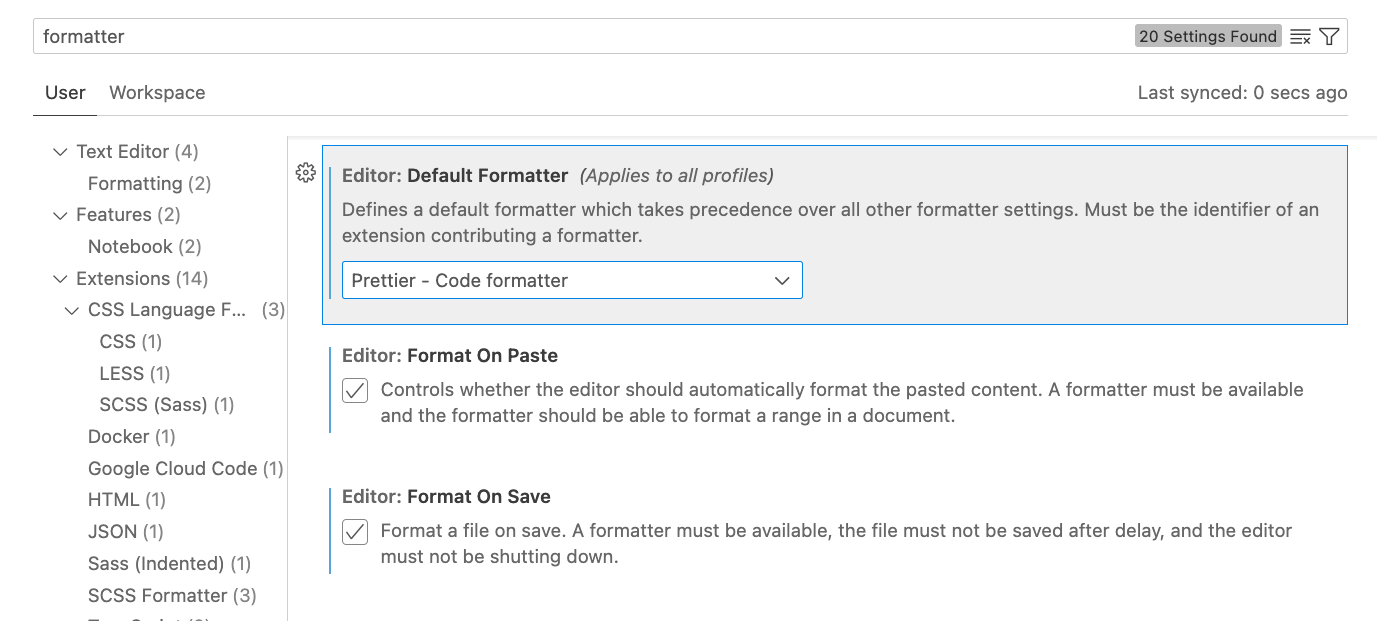 formatter
20 Settings Found
User
Workspace
Last synced: 0 secs ago
Text Editor (4)
Formatting (2)
Features (2)
Notebook (2)
Extensions (14)
CSS Language F... (3)
CSS (1)
LESS (1)
SCSS (Sass) (1)
Docker (1)
Google Cloud Code (1)
HTML (1)
JSON (1)
Sass (Indented) (1)
SCSS Formatter (3)
Editor: Default Formatter (Applies to all profiles)
Defines a default formatter which takes precedence over all other formatter settings. Must be the identifier of an
extension contributing a formatter.
Prettier - Code formatter
Editor: Format On Paste
Controls whether the editor should automatically format the pasted content. A formatter must be available
and the formatter should be able to format a range in a document.
Editor: Format On Save
Format a file on save. A formatter must be available, the file must not be saved after delay, and the editor
must not be shutting down.